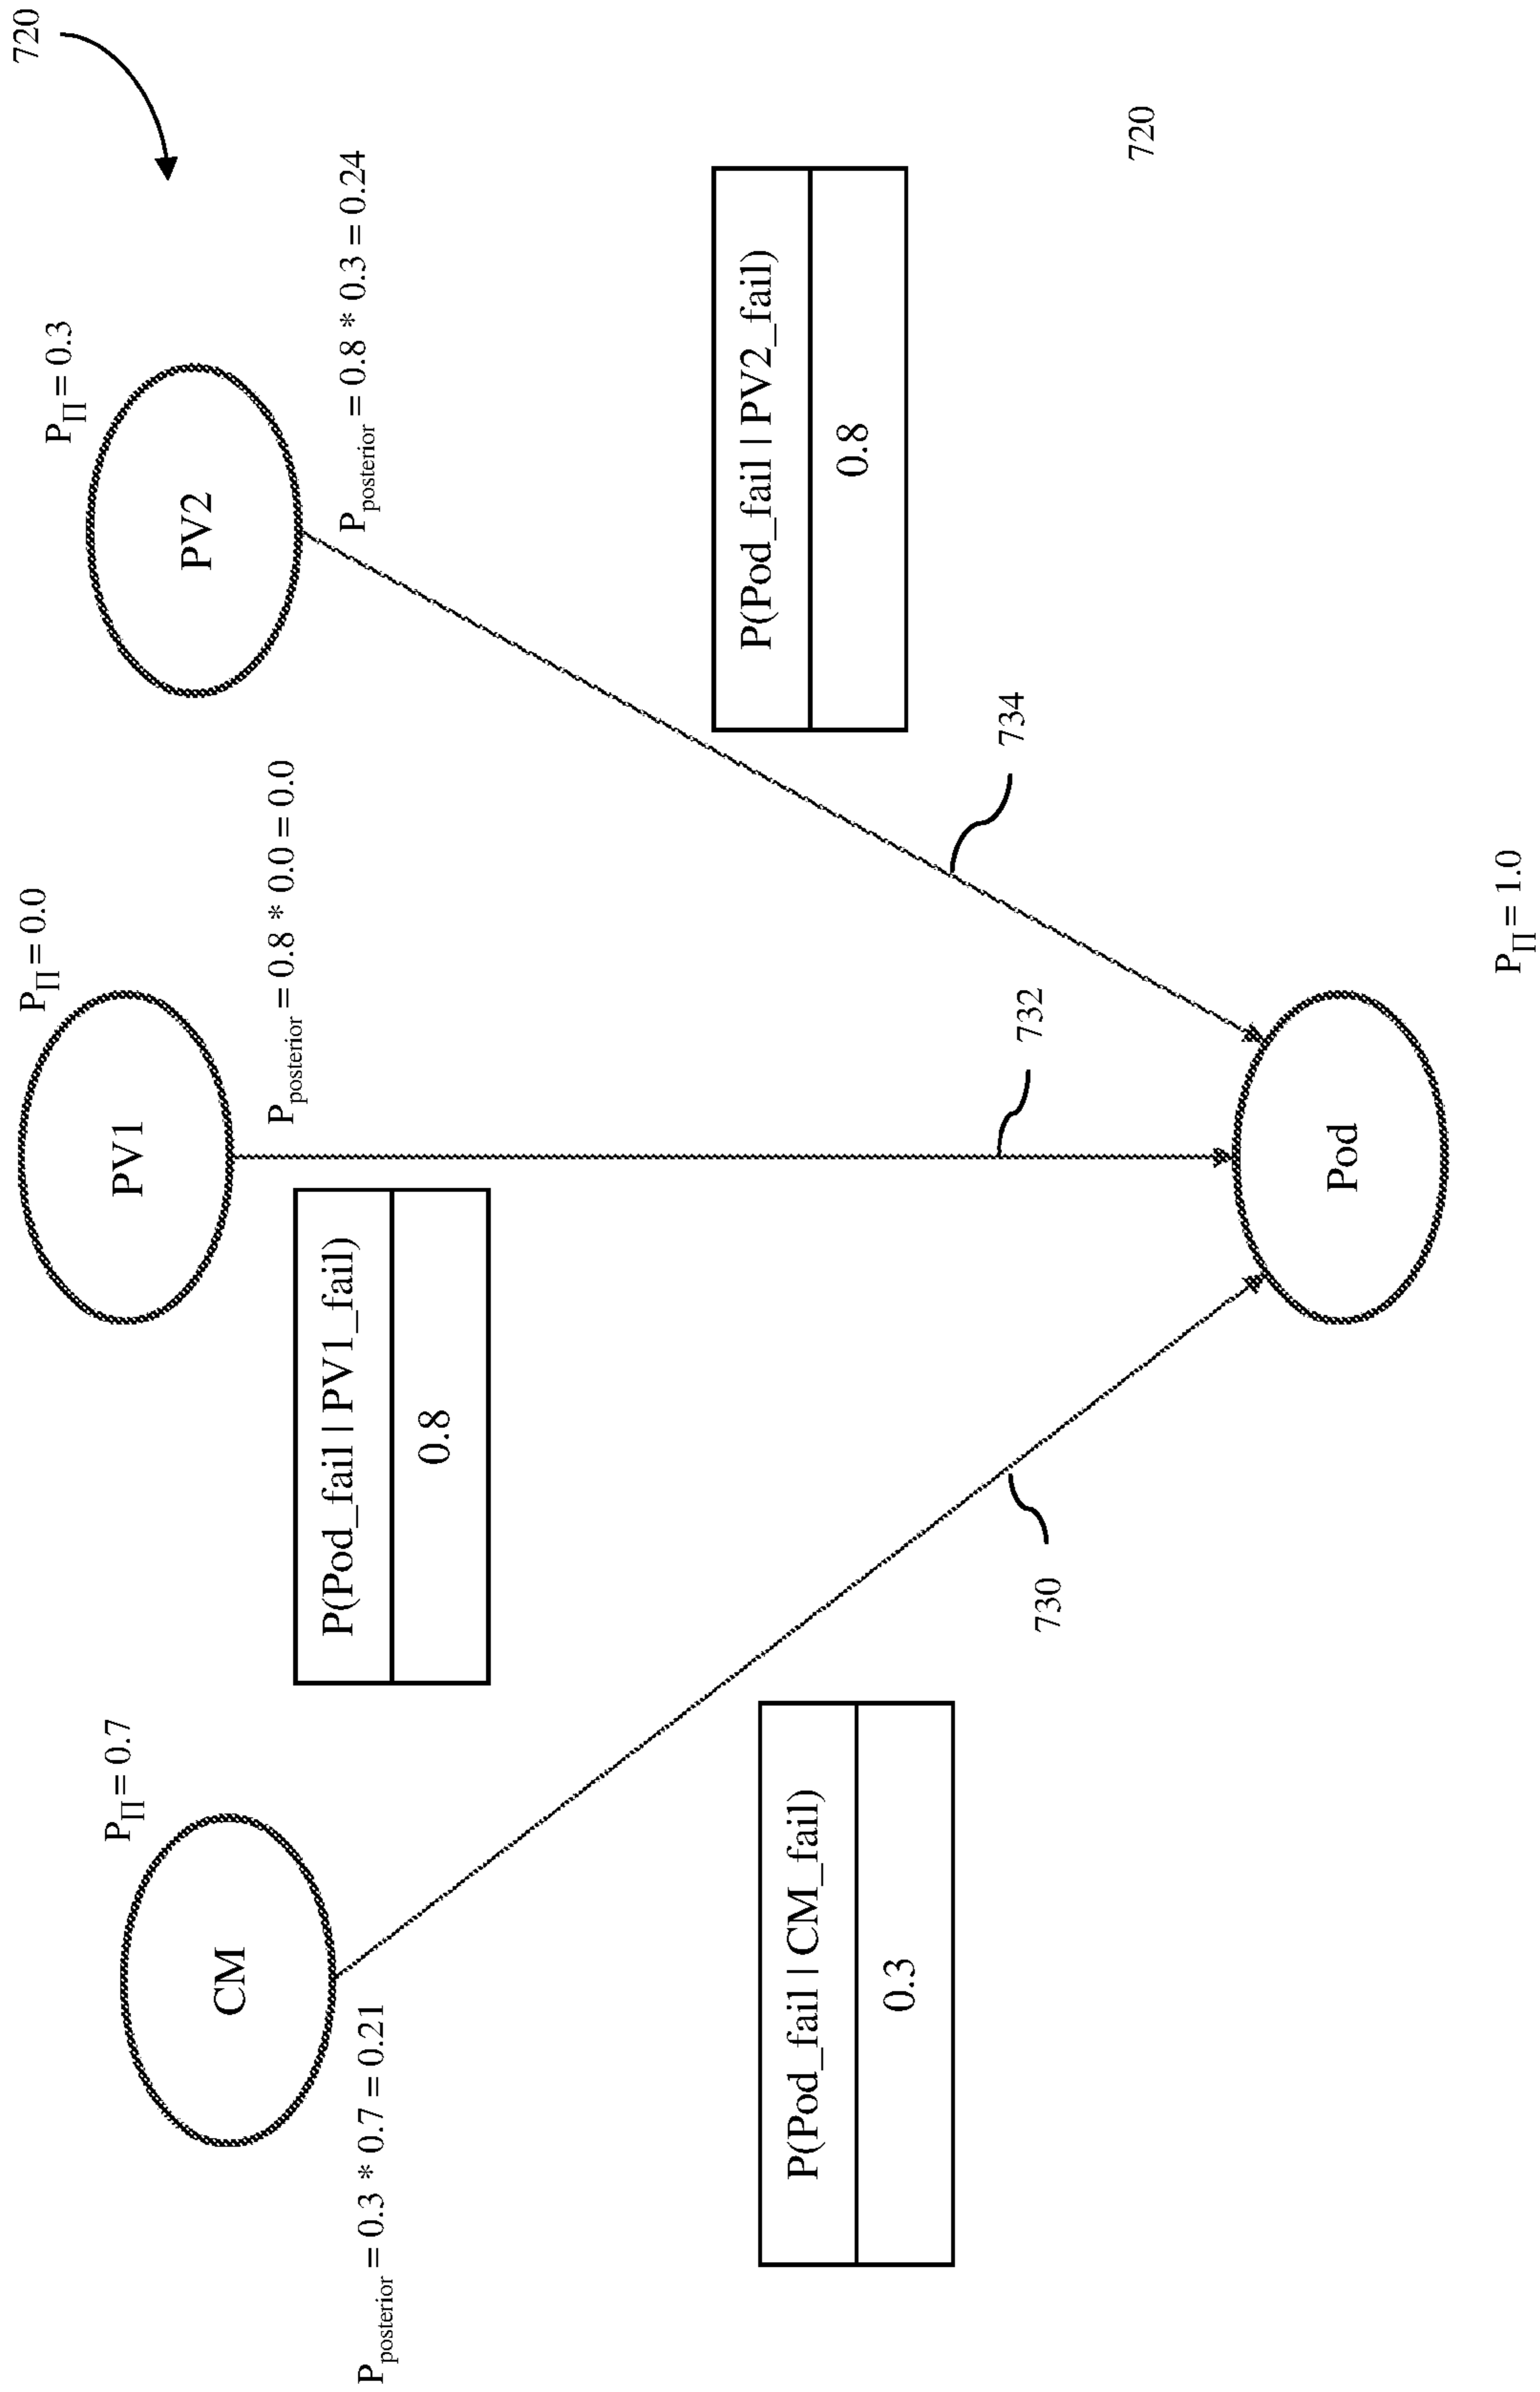 720
P∏ = 0.7
CM
Pposterior = 0.3 * 0.7 = 0.21
P∏ = 0.0
PV1
Pposterior = 0.8 * 0.0 = 0.0
P∏ = 0.3
PV2
Pposterior = 0.8 * 0.3 = 0.24
P(Pod_fail | PV1_fail)
0.8
P(Pod_fail | CM_fail)
0.3
P(Pod_fail | PV2_fail)
0.8
730
732
734
Pod
720
P∏ = 1.0